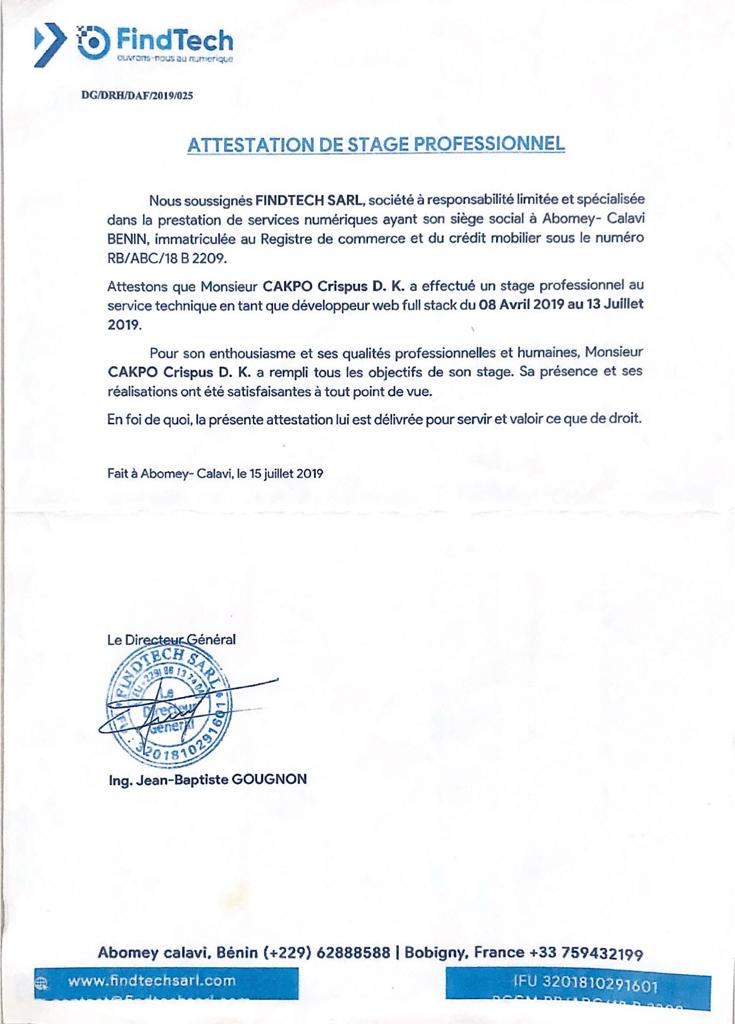 FindTech
ouvrons-nous au numerique
DG/DRH/DAF/2019/025
ATTESTATION DE STAGE PROFESSIONNEL
Nous soussignés FINDTECH SARL, société à responsabilité limitée et spécialisée
dans la prestation de services numériques ayant son siège social à Abomey- Calavi
BENIN, immatriculée au Registre de commerce et du crédit mobilier sous le numéro
RB/ABC/18 B 2209.
Attestons que Monsieur CAKPO Crispus D. K. a effectué un stage professionnel au
service technique en tant que développeur web full stack du 08 Avril 2019 au 13 Juillet
2019.
Pour son enthousiasme et ses qualités professionnelles et humaines, Monsieur
CAKPO Crispus D. K. a rempli tous les objectifs de son stage. Sa présence et ses
réalisations ont été satisfaisantes à tout point de vue.
En foi de quoi, la présente attestation lui est délivrée pour servir et valoir ce que de droit.
Fait à Abomey- Calavi, le 15 juillet 2019
Le Directeur Général
FINDTECH SARL
Le
Directeur
Général
3201810291601
Ing. Jean-Baptiste GOUGNON
Abomey calavi, Bénin (+229) 62888588 | Bobigny, France +33 759432199
www.findtechsarl.com
IFU 3201810291601